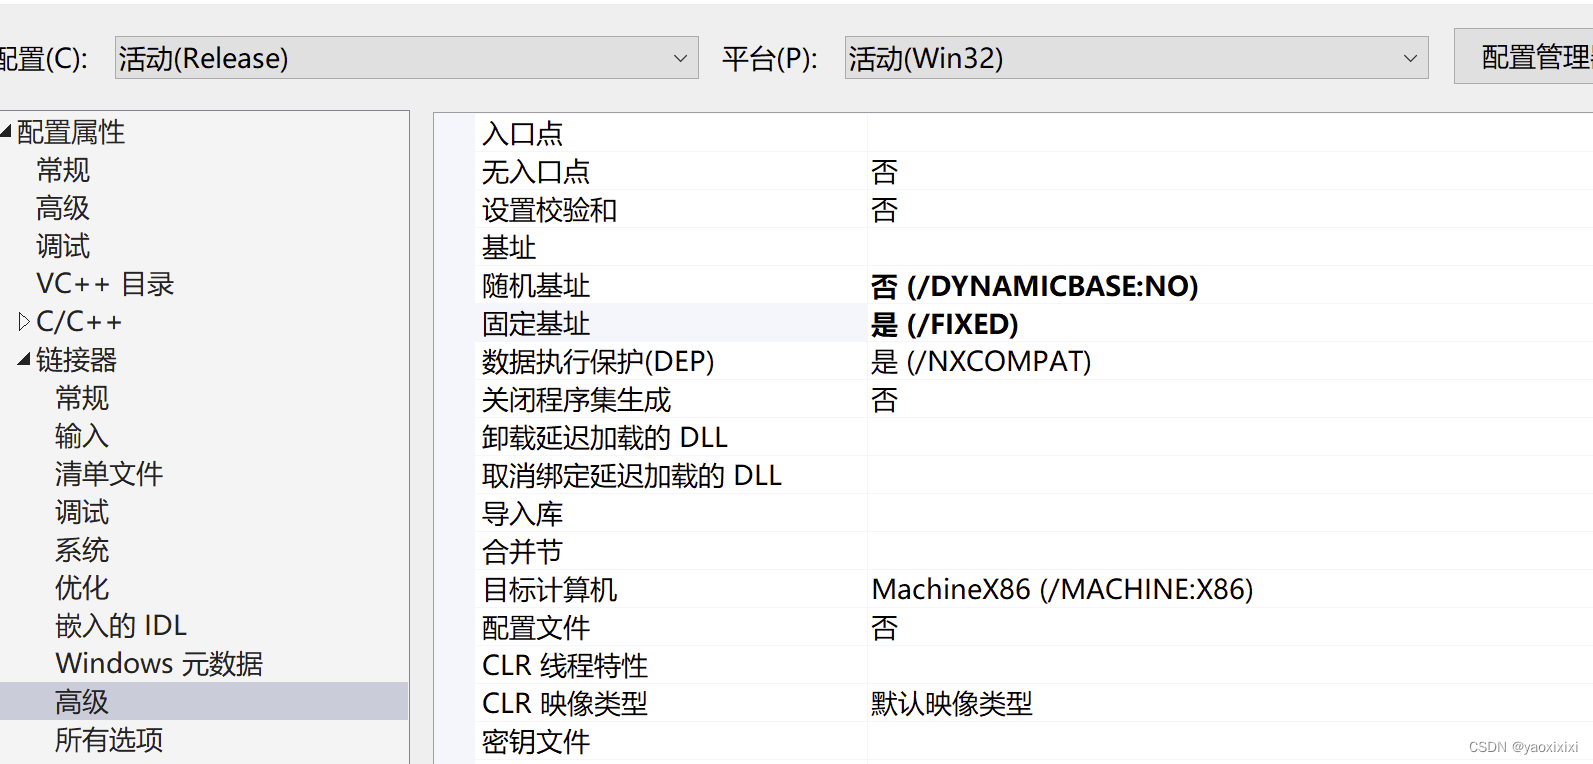 配置(C): 活动(Release) 平台(P): 活动(Win32) 配置管理
配置属性
常规
高级
调试
VC++ 目录
C/C++
链接器
常规
输入
清单文件
调试
系统
优化
嵌入的 IDL
Windows 元数据
高级
所有选项
入口点
无入口点 否
设置校验和 否
基址
随机基址 否 (/DYNAMICBASE:NO)
固定基址 是 (/FIXED)
数据执行保护(DEP) 是 (/NXCOMPAT)
关闭程序集生成 否
卸载延迟加载的 DLL
取消绑定延迟加载的 DLL
导入库
合并节
目标计算机 MachineX86 (/MACHINE:X86)
配置文件 否
CLR 线程特性
CLR 映像类型 默认映像类型
密钥文件
CSDN @yaoxixixi